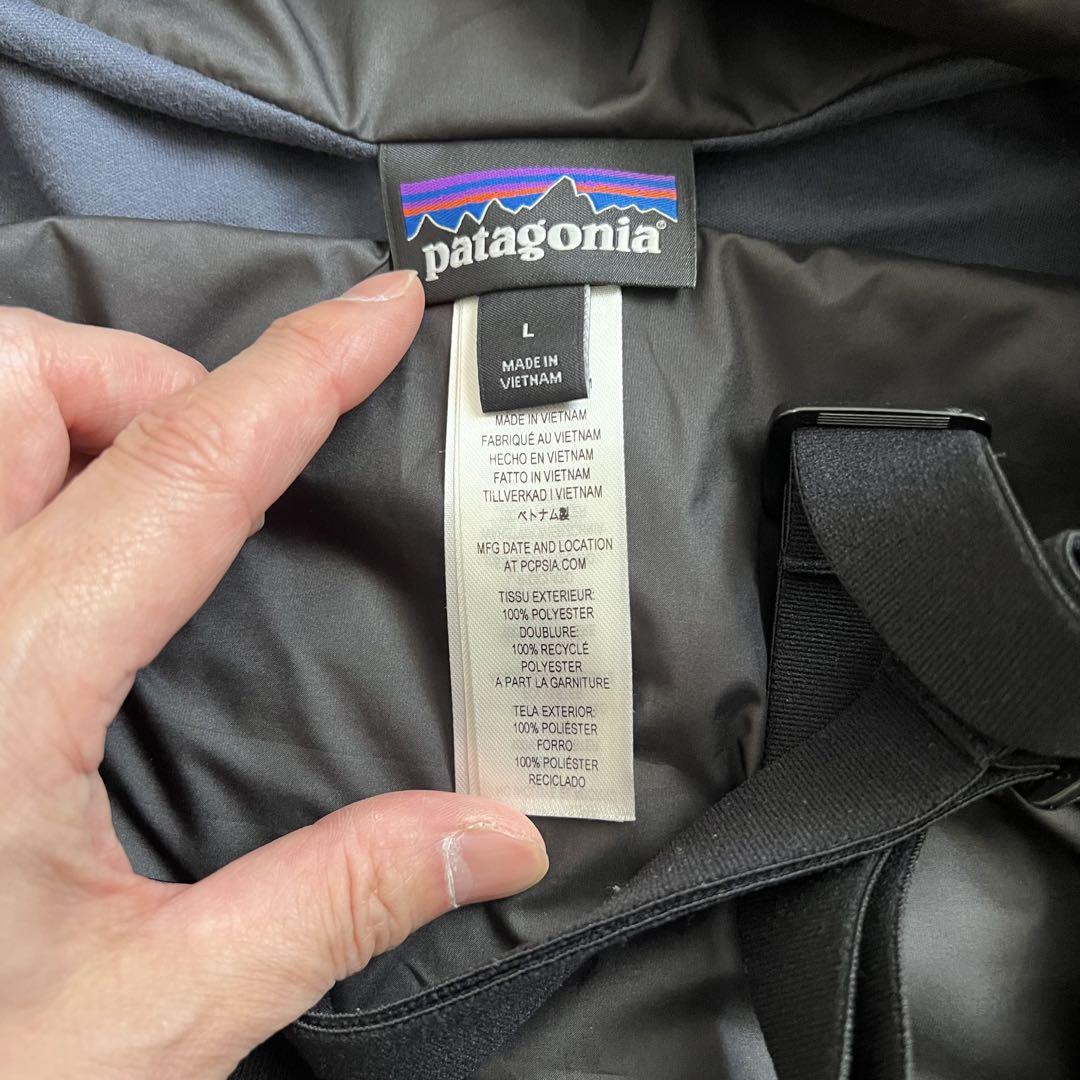 patagonia®
L
MADE IN
VIETNAM
MADE IN VIETNAM
FABRIQUÉ AU VIETNAM
HECHO EN VIETNAM
FATTO IN VIETNAM
TILLVERKAD I VIETNAM
ベトナム製
MFG DATE AND LOCATION
AT PCPSIA.COM
TISSU EXTERIEUR:
100% POLYESTER
DOUBLURE:
100% RECYCLÉ
POLYESTER
A PART LA GARNITURE
TELA EXTERIOR:
100% POLIÉSTER
FORRO:
100% POLIÉSTER
RECICLADO